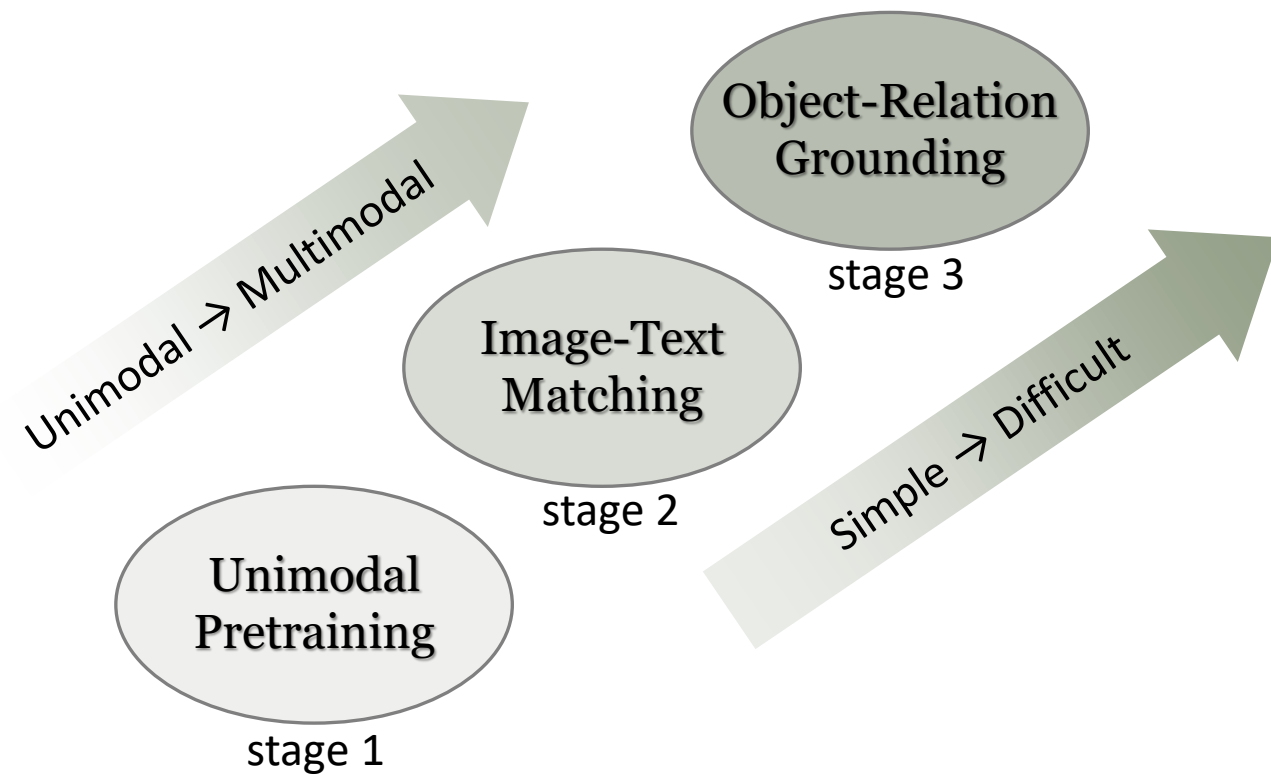 Object-Relation
Grounding
stage 3
Unimodal → Multimodal
Image-Text
Matching
stage 2
Simple → Difficult
Unimodal
Pretraining
stage 1